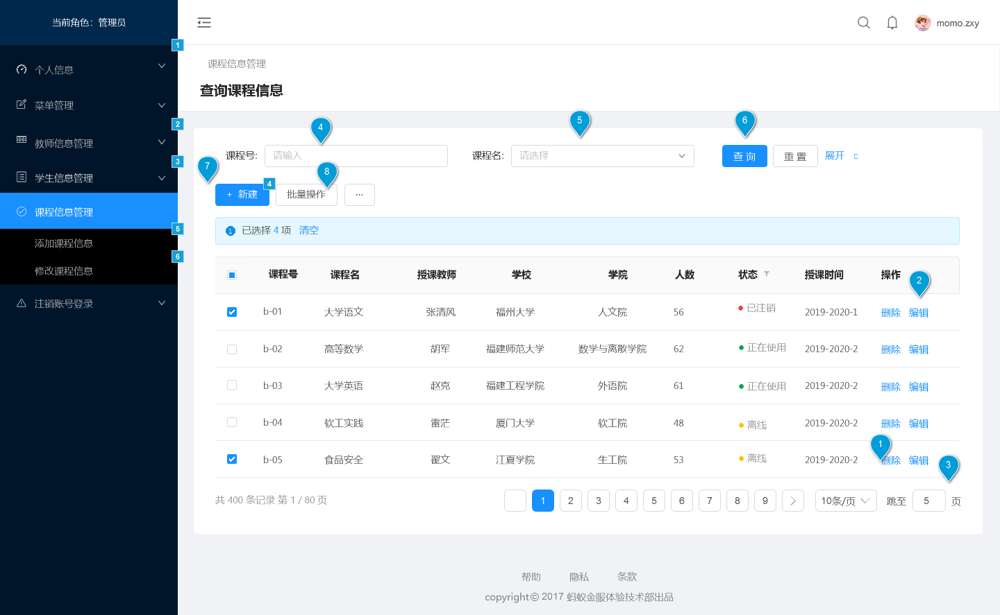 当前角色：管理员
momo.zxy
1
个人信息
菜单管理
2
教师信息管理
3
学生信息管理
课程信息管理
5
添加课程信息
6
修改课程信息
注销账号登录
课程信息管理
查询课程信息
4
5
6
课程号: 请输入
课程名: 请选择
查 询
重 置
展开
7
8
+ 新建
4
批量操作
···
1 已选择 4 项 清空
课程号 课程名 授课教师 学校 学院 人数 状态 授课时间 操作
2
b-01 大学语文 张清风 福州大学 人文院 56 已注销 2019-2020-1 删除 编辑
b-02 高等数学 胡军 福建师范大学 数学与离散学院 62 正在使用 2019-2020-2 删除 编辑
b-03 大学英语 赵克 福建工程学院 外语院 61 正在使用 2019-2020-2 删除 编辑
b-04 软工实践 雷茫 厦门大学 软工院 48 离线 2019-2020-2 删除 编辑
1
b-05 食品安全 翟文 江夏学院 生工院 53 离线 2019-2020-2 删除 编辑
3
共 400 条记录 第 1 / 80 页
1 2 3 4 5 6 7 8 9
10条/页
跳至 5 页
帮助 隐私 条款
copyright© 2017 蚂蚁金服体验技术部出品